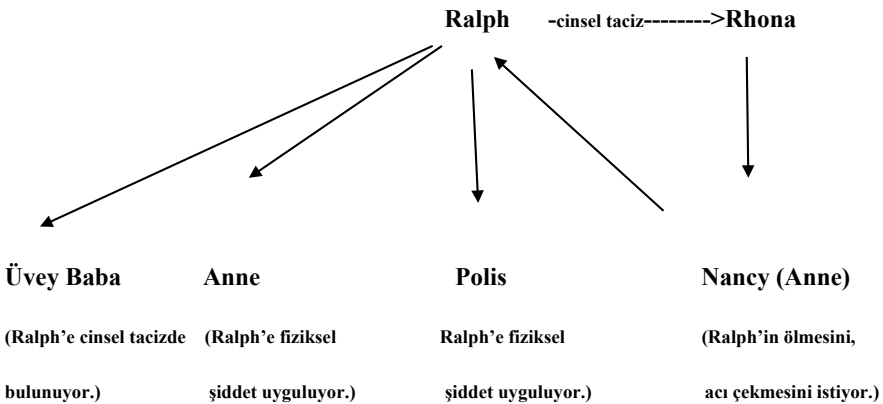 Ralph -cinsel taciz-------->Rhona
Üvey Baba Anne Polis Nancy (Anne)
(Ralph’e cinsel tacizde (Ralph’e fiziksel Ralph’e fiziksel (Ralph’in ölmesini,
bulunuyor.) şiddet uyguluyor.) şiddet uyguluyor.) acı çekmesini istiyor.)